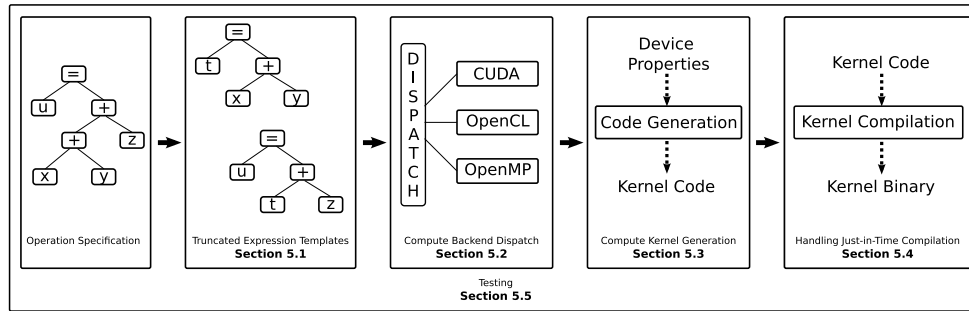 =
u
+
+
z
x
y
Operation Specification
=
t
+
x
y
=
u
+
t
z
Truncated Expression Templates
Section 5.1
DISPATCH
CUDA
OpenCL
OpenMP
Compute Backend Dispatch
Section 5.2
Device
Properties
Code Generation
Kernel Code
Compute Kernel Generation
Section 5.3
Kernel Code
Kernel Compilation
Kernel Binary
Handling Just-in-Time Compilation
Section 5.4
Testing
Section 5.5